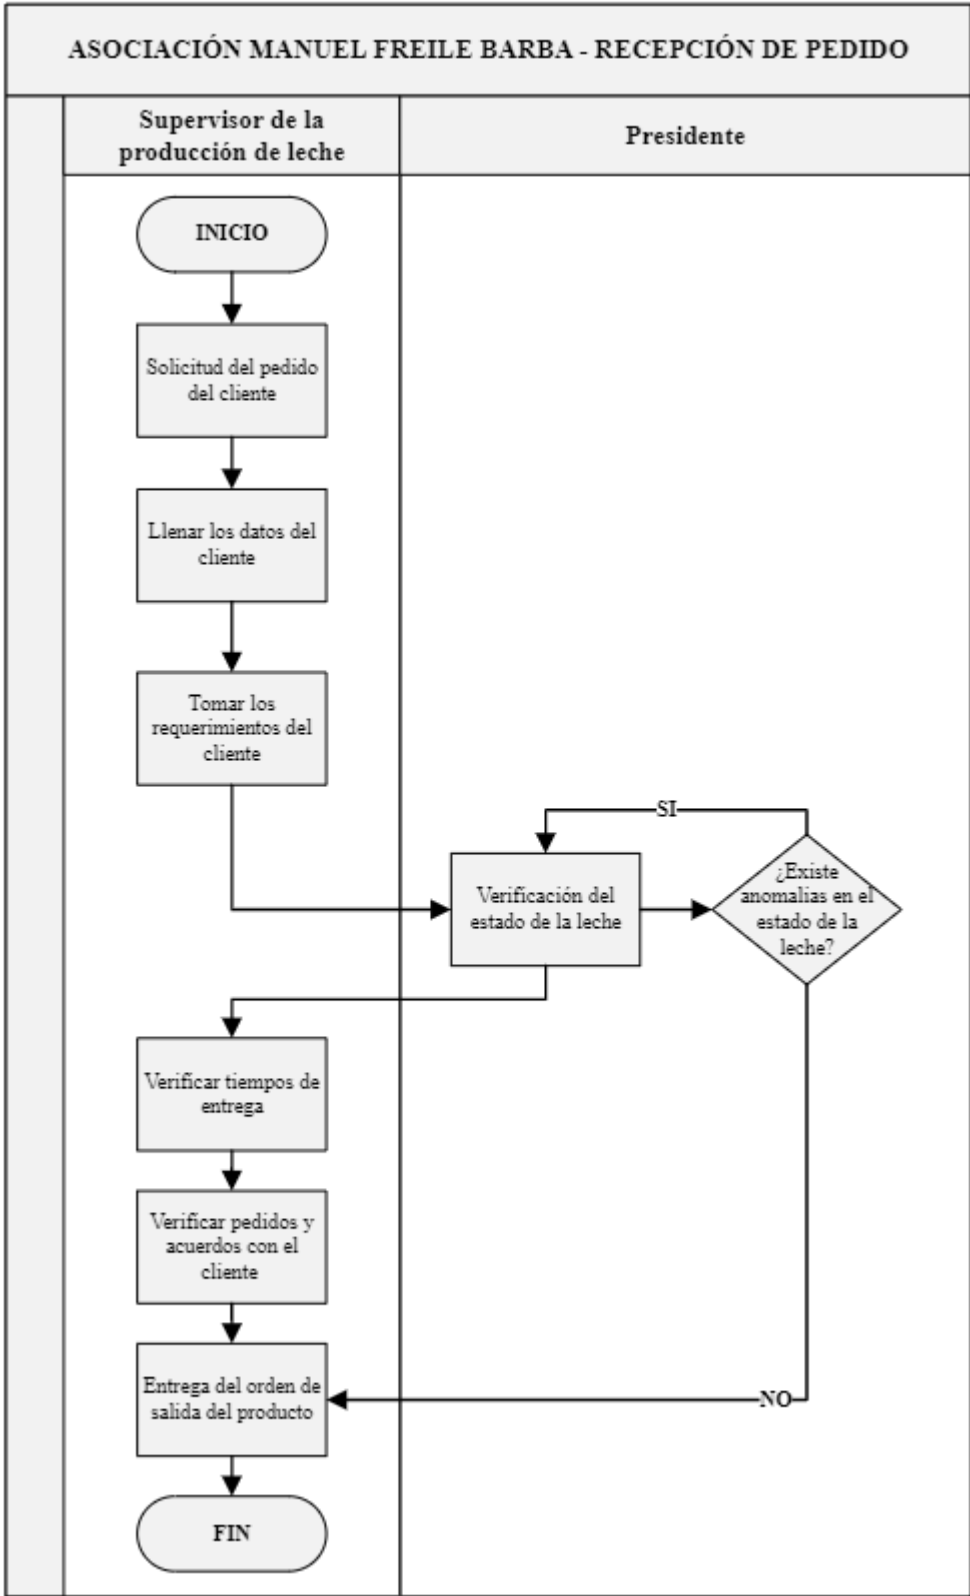 ASOCIACIÓN MANUEL FREILE BARBA - RECEPCIÓN DE PEDIDO
Supervisor de la
producción de leche
Presidente
INICIO
Solicitud del pedido
del cliente
Llenar los datos del
cliente
Tomar los
requerimientos del
cliente
SI
Verificación del
estado de la leche
¿Existe
anomalias en el
estado de la
leche?
Verificar tiempos de
entrega
Verificar pedidos y
acuerdos con el
cliente
Entrega del orden de
salida del producto
NO
FIN